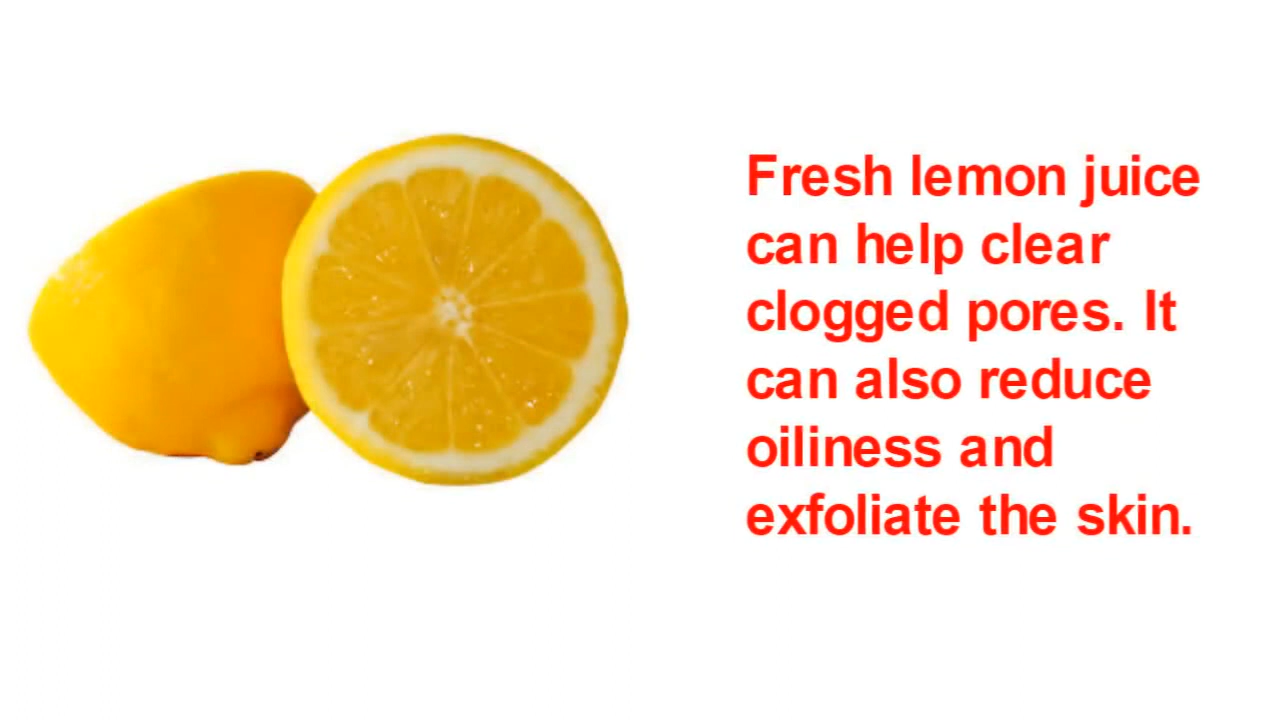 Fresh lemon juice
can help clear
clogged pores. It
can also reduce
oiliness and
exfoliate the skin.